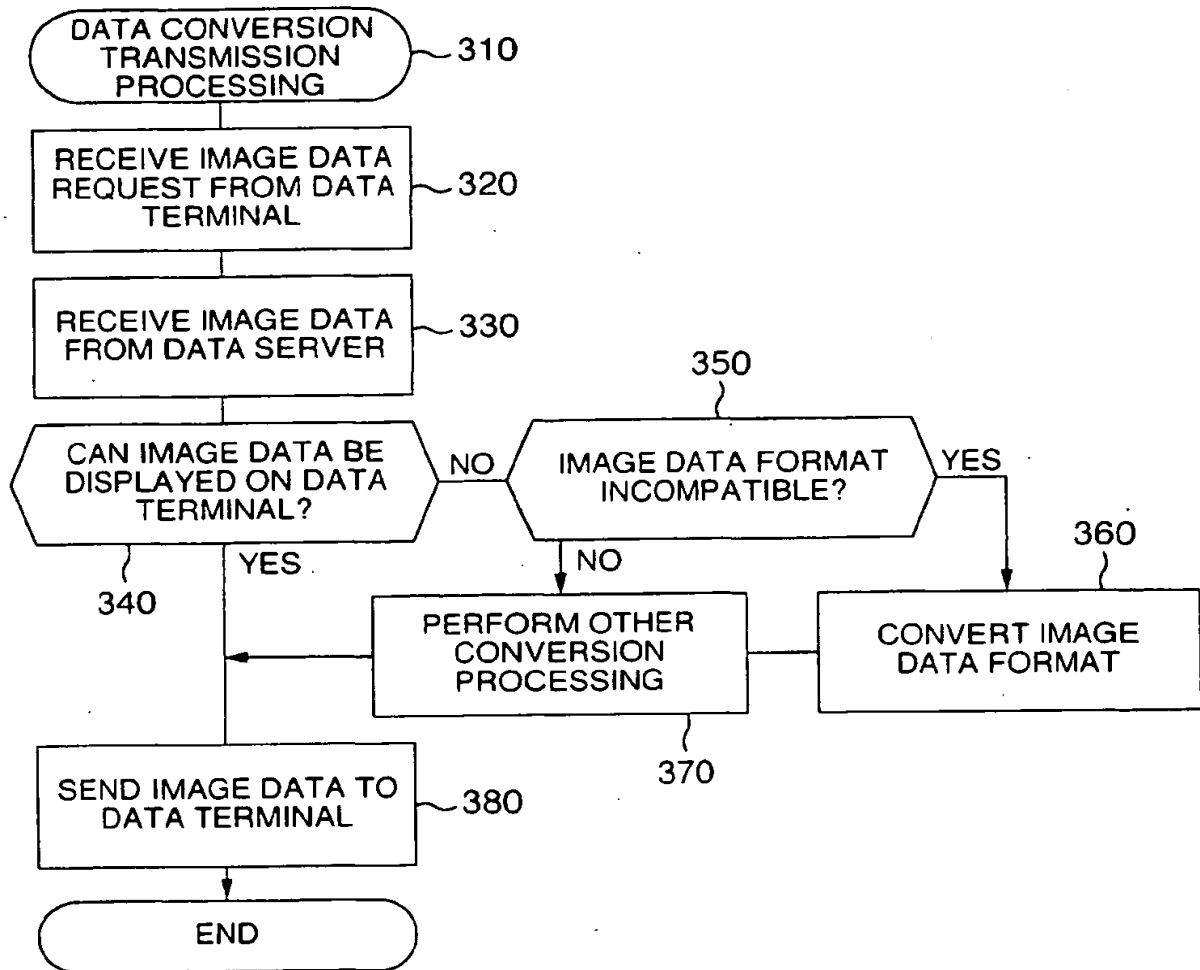 DATA CONVERSION
TRANSMISSION
PROCESSING
310
RECEIVE IMAGE DATA
REQUEST FROM DATA
TERMINAL
320
RECEIVE IMAGE DATA
FROM DATA SERVER
330
350
CAN IMAGE DATA BE
DISPLAYED ON DATA
TERMINAL?
NO
IMAGE DATA FORMAT
INCOMPATIBLE?
YES
340
YES
NO
360
PERFORM OTHER
CONVERSION
PROCESSING
CONVERT IMAGE
DATA FORMAT
370
SEND IMAGE DATA TO
DATA TERMINAL
380
END